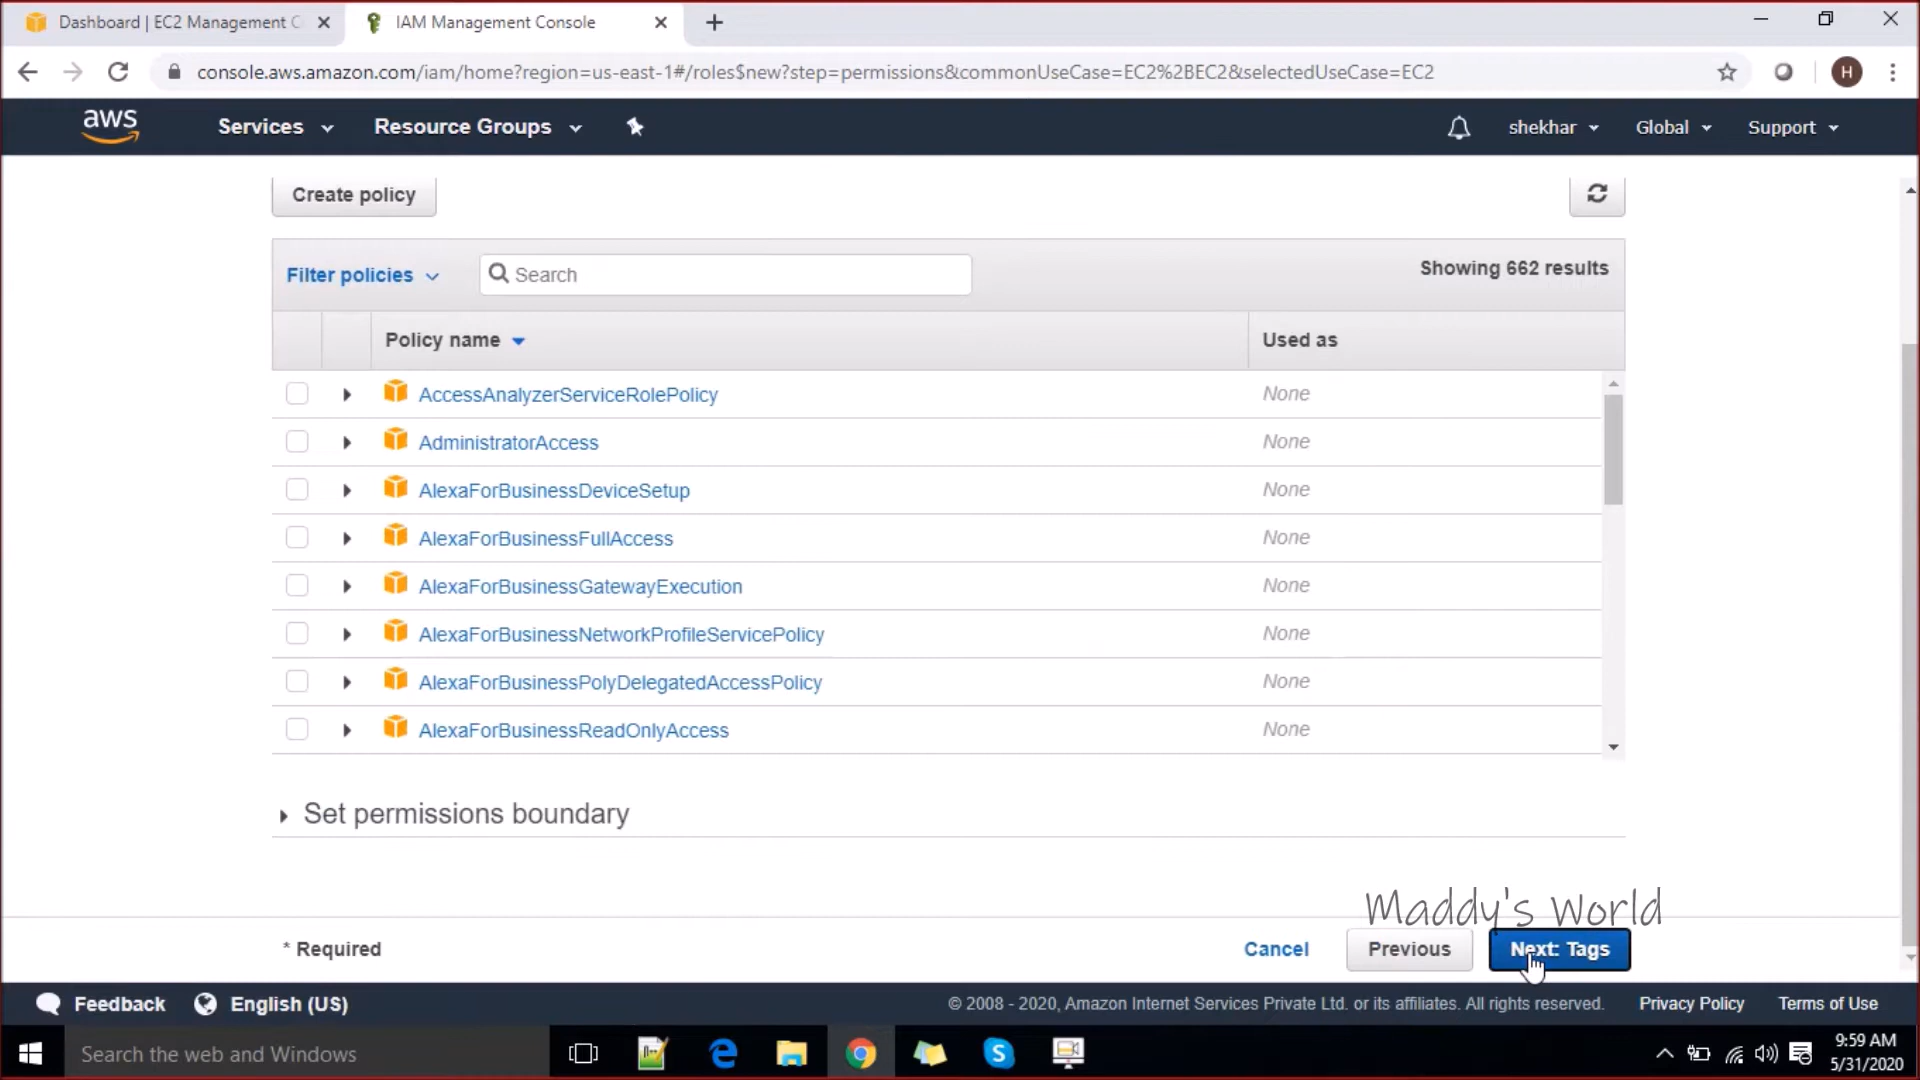 Dashboard | EC2 Management C
IAM Management Console
console.aws.amazon.com/iam/home?region=us-east-1#/roles$new?step=permissions&commonUseCase=EC2%2BEC2&selectedUseCase=EC2
H
aws
Services
Resource Groups
shekhar
Global
Support
Create policy
Filter policies
Search
Showing 662 results
Policy name
Used as
AccessAnalyzerServiceRolePolicy
None
AdministratorAccess
None
AlexaForBusinessDeviceSetup
None
AlexaForBusinessFullAccess
None
AlexaForBusinessGatewayExecution
None
AlexaForBusinessNetworkProfileServicePolicy
None
AlexaForBusinessPolyDelegatedAccessPolicy
None
AlexaForBusinessReadOnlyAccess
None
Set permissions boundary
Maddy's World
* Required
Cancel
Previous
Next: Tags
Feedback
English (US)
© 2008 - 2020, Amazon Internet Services Private Ltd. or its affiliates. All rights reserved.
Privacy Policy
Terms of Use
Search the web and Windows
9:59 AM
5/31/2020